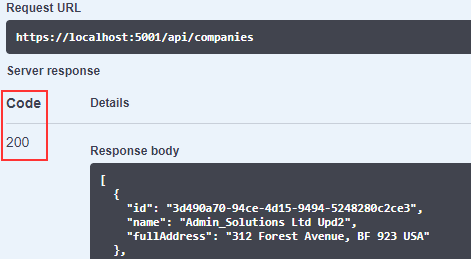 Request URL
https://localhost:5001/api/companies
Server response
Code Details
200
Response body
[
{
"id": "3d490a70-94ce-4d15-9494-5248280c2ce3",
"name": "Admin_Solutions Ltd Upd2",
"fullAddress": "312 Forest Avenue, BF 923 USA"
},